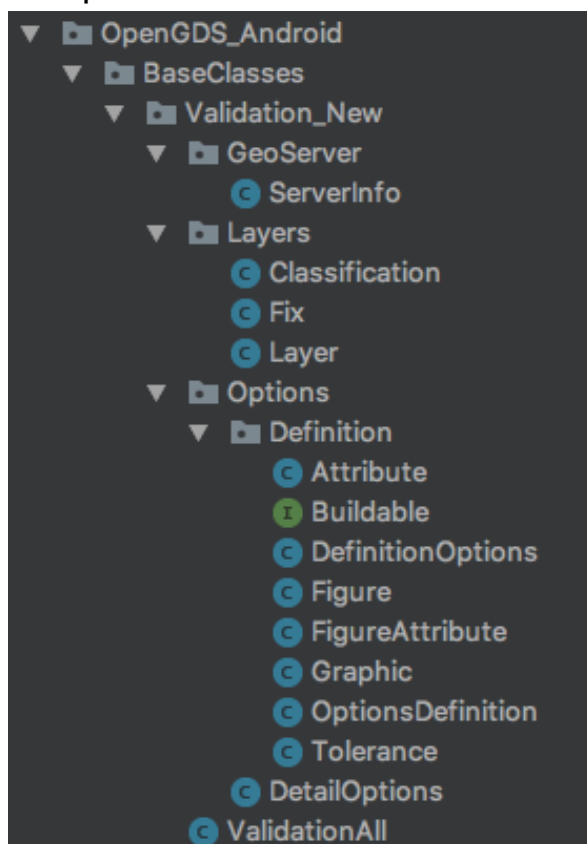 OpenGDS_Android
BaseClasses
Validation_New
GeoServer
C ServerInfo
Layers
C Classification
C Fix
C Layer
Options
Definition
C Attribute
I Buildable
C DefinitionOptions
C Figure
C FigureAttribute
C Graphic
C OptionsDefinition
C Tolerance
C DetailOptions
C ValidationAll